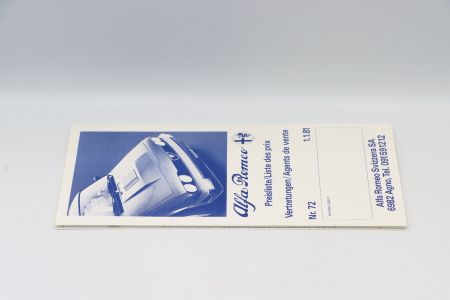 Alfa Romeo
Preisliste/Liste des prix
Vertretungen/Agents de vente
Nr. 72 1.1.81
Alfa Romeo Svizzera SA
6982 Agno, Tel. 091 59 12 12